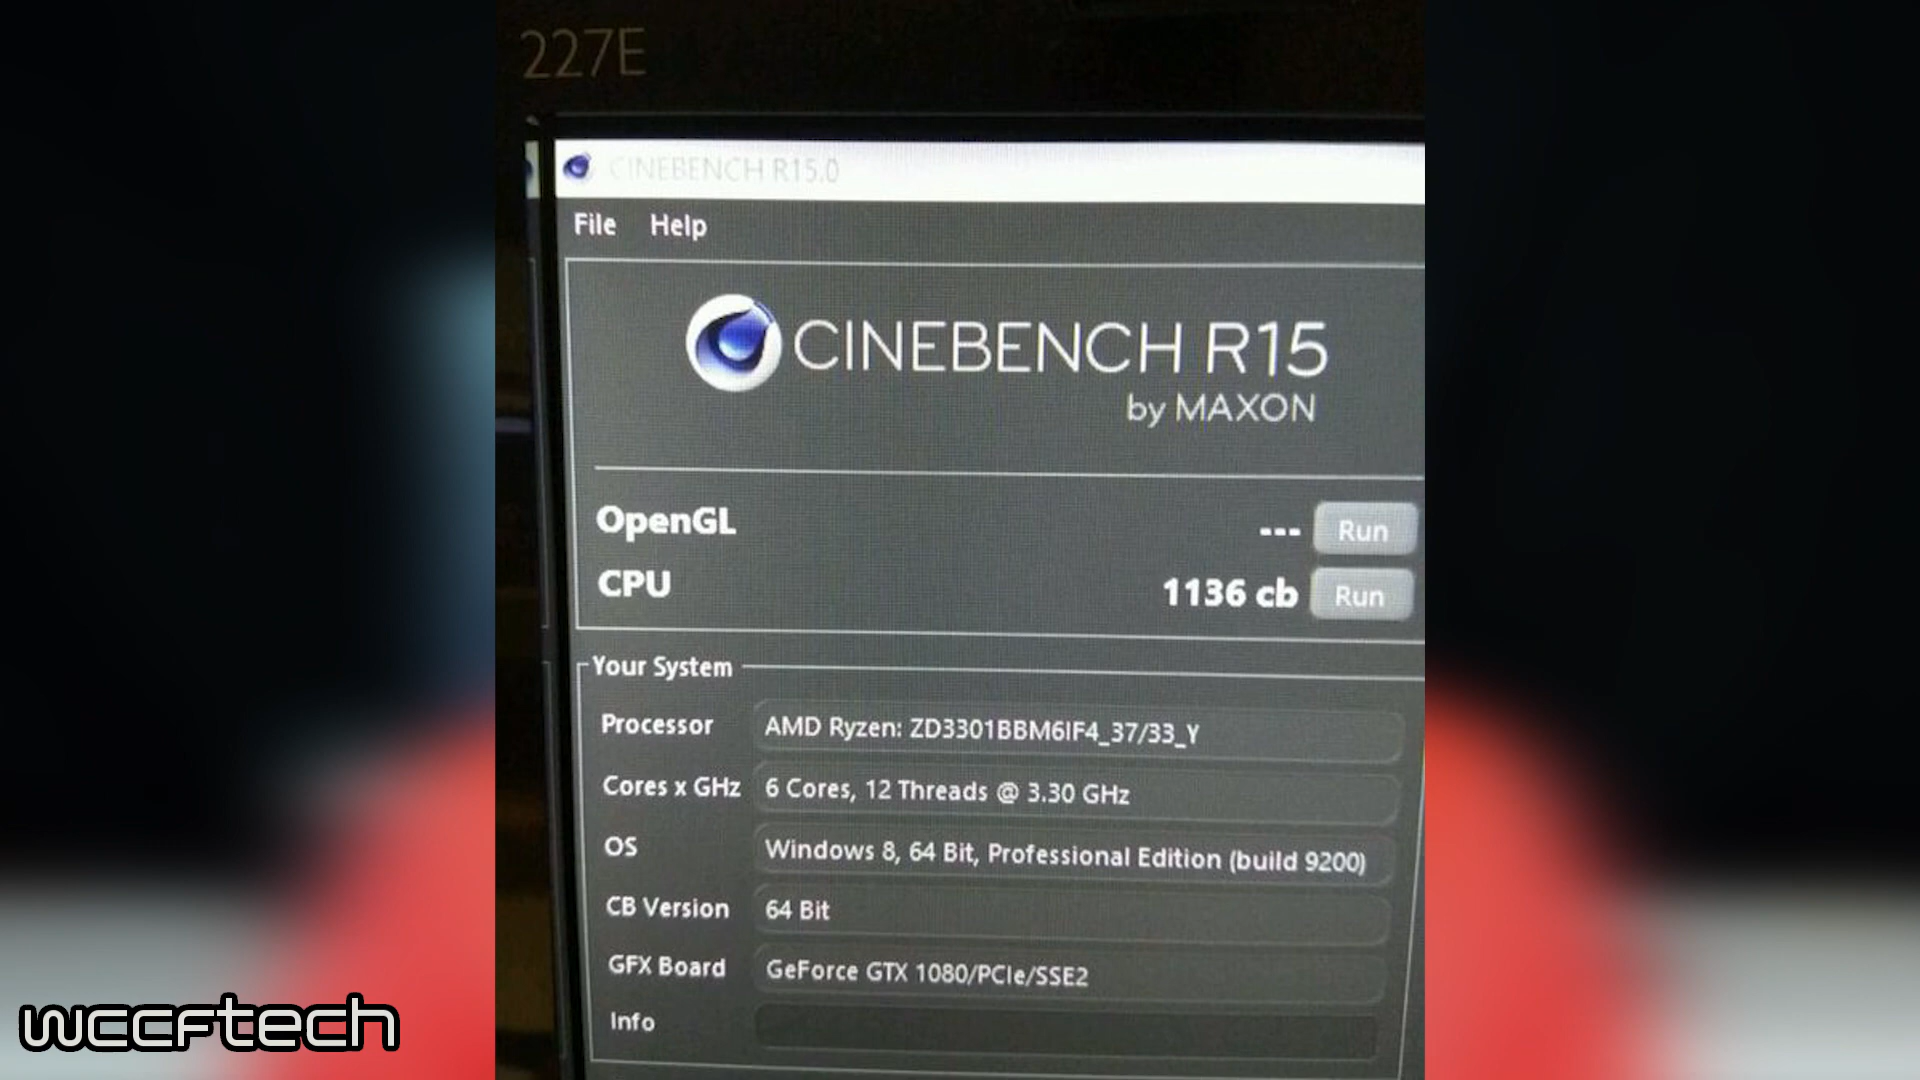 227E
CINEBENCH R15.0
File Help
CINEBENCH R15
by MAXON
OpenGL --- Run
CPU 1136 cb Run
Your System
Processor AMD Ryzen: ZD3301BBM6IF4_37/33_Y
Cores x GHz 6 Cores, 12 Threads @ 3.30 GHz
OS Windows 8, 64 Bit, Professional Edition (build 9200)
CB Version 64 Bit
GFX Board GeForce GTX 1080/PCIe/SSE2
Info
wccftech